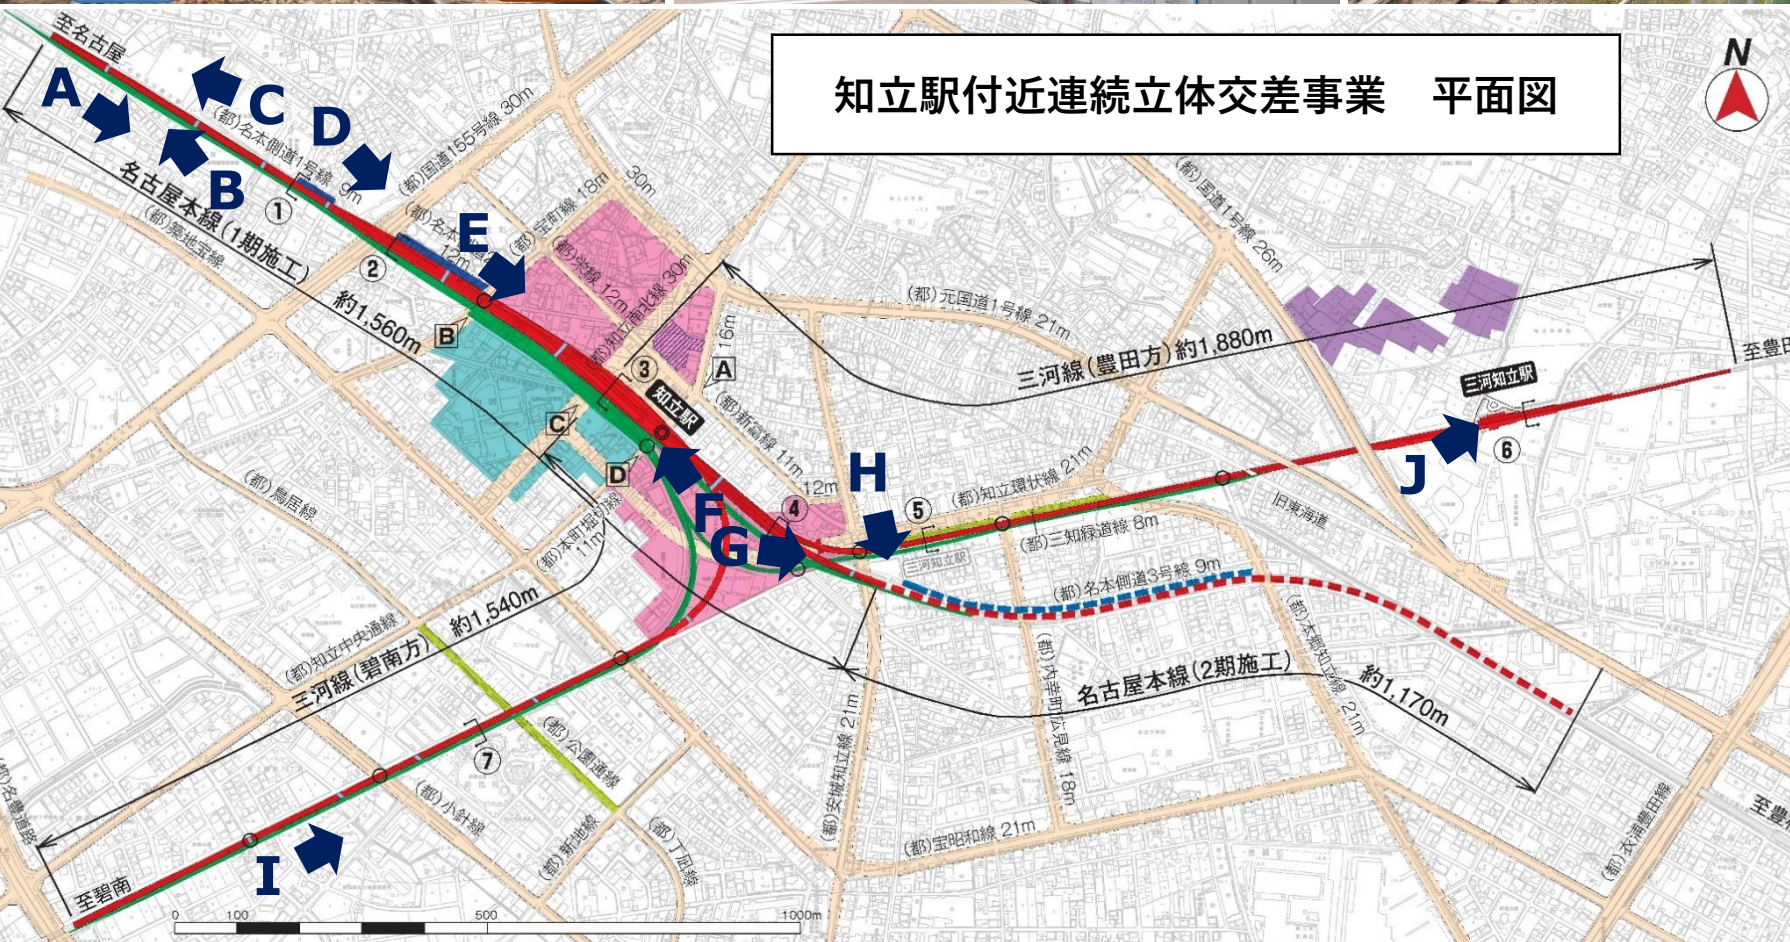 知立駅付近連続立体交差事業　平面図
N
至名古屋
A
C
(都)名本側道1号線 9m
D
B
(都)国道155号線 30m
30m
(都)国道1号線 26m
名古屋本線(1期施工)
約1,560m
(都)築地宝線
①
②
E
12m
(都)宝町線 18m
(都)栄線 12m
(都)知立南北線 30m
16m
(都)元国道1号線 21m
三河線(豊田方)約1,880m
三河知立駅
B
③
A
知立駅
(都)新富線 11m
C
D
F
G
④
12m
H
⑤
(都)知立環状線 21m
旧東海道
J
⑥
(都)三知緑道線 8m
三河知立駅
(都)名本側道3号線 9m
(都)鳥居線
(都)本町堀切線
11m
(都)知立中央通線
三河線(碧南方)
約1,540m
(都)本郷知立線 21m
名古屋本線(2期施工)
約1,170m
(都)内幸町広見線 18m
(都)安城知立線 21m
(都)公園通線
⑦
(都)小針線
(都)新地線
(都)宝昭和線 21m
(都)衣浦豊田線
(都)名豊道路
I
至碧南
0 100 500 1000m